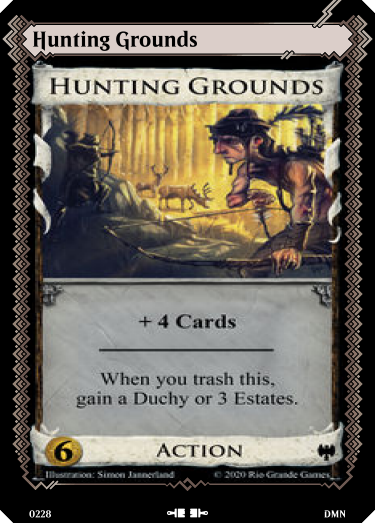 Hunting Grounds
HUNTING GROUNDS
+ 4 Cards
When you trash this,
gain a Duchy or 3 Estates.
6
ACTION
Illustration: Simon Jannerland
© 2020 Rio Grande Games
0228
DMN